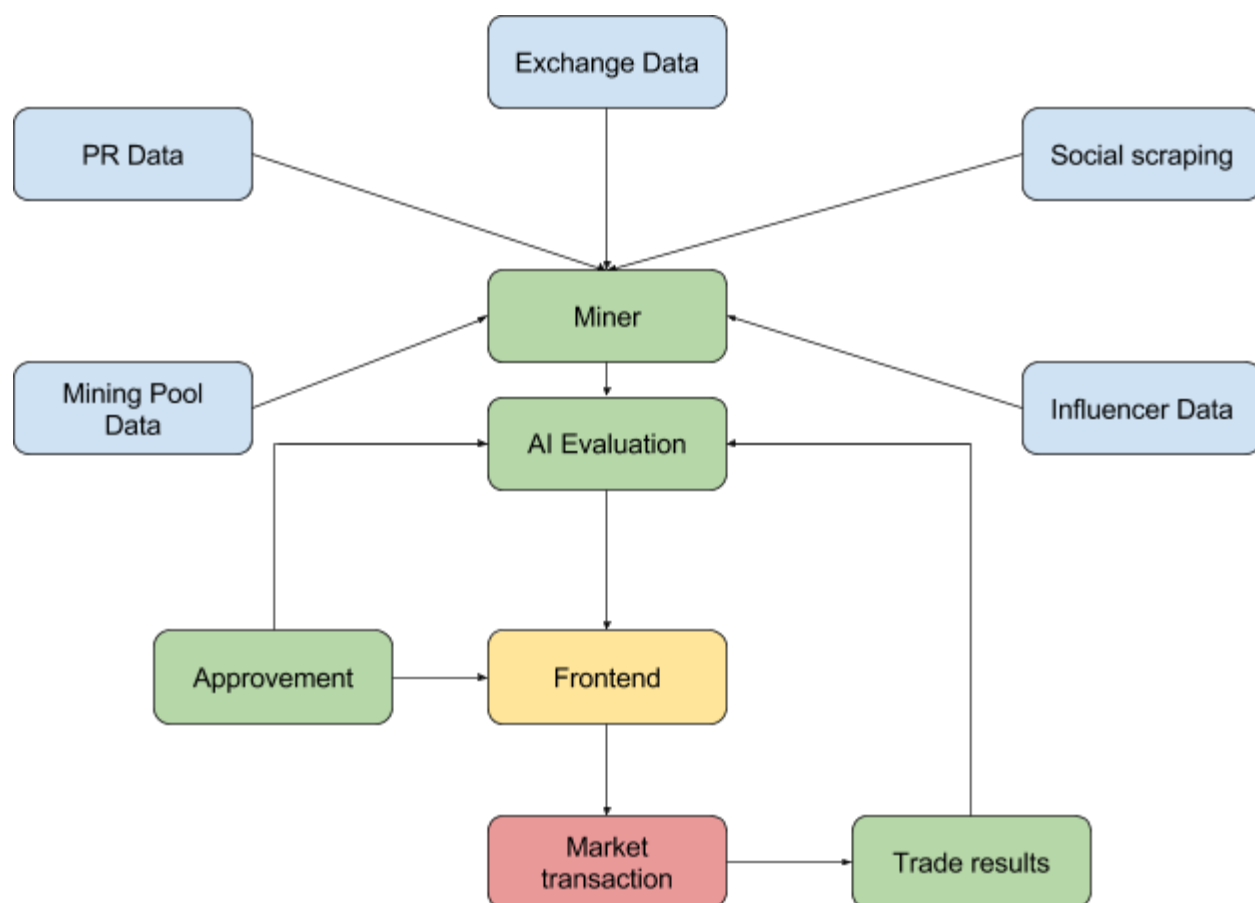 Exchange Data
PR Data
Social scraping
Miner
Mining Pool
Data
Influencer Data
AI Evaluation
Approvement
Frontend
Market
transaction
Trade results